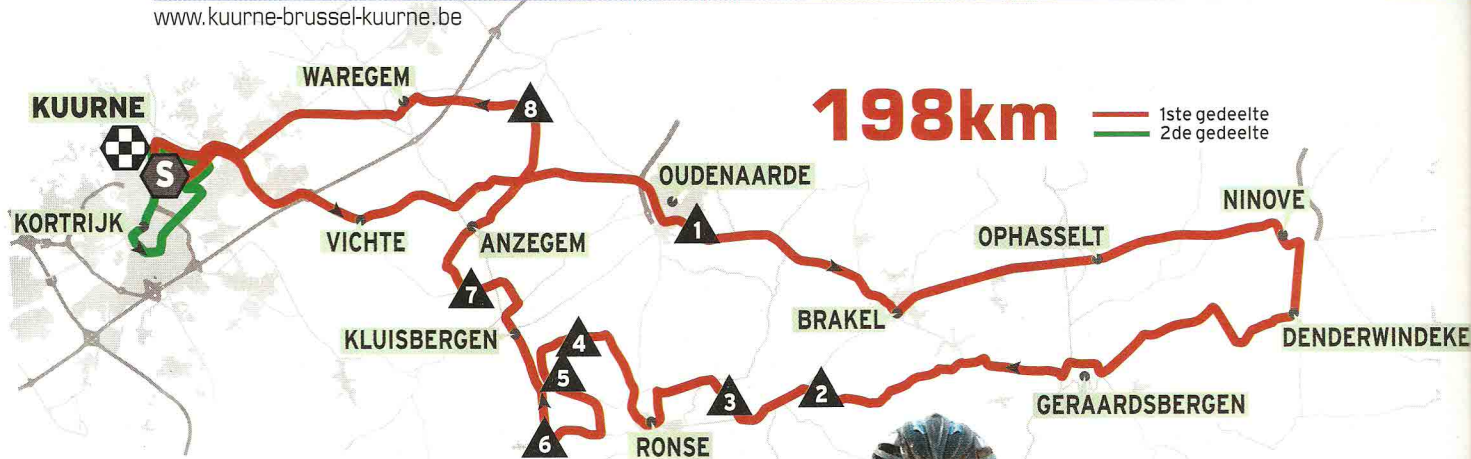 www.kuurne-brussel-kuurne.be
WAREGEM
KUURNE
8
198km
1ste gedeelte
2de gedeelte
S
OUDENAARDE
NINOVE
KORTRIJK
VICHTE
ANZEGEM
1
OPHASSELT
7
BRAKEL
KLUISBERGEN
4
DENDERWINDEKE
5
3
2
GERAARDSBERGEN
6
RONSE